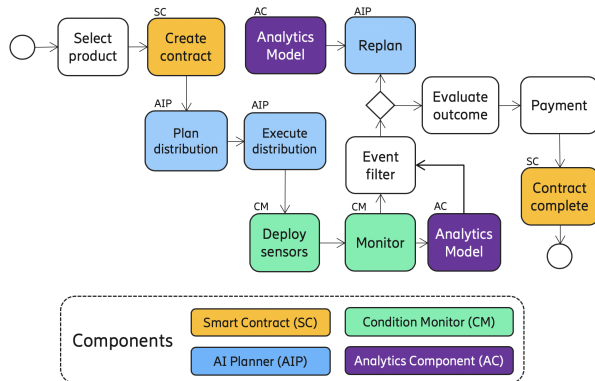 SC
AC
AIP
Select
product
Create
contract
Analytics
Model
Replan
AIP
AIP
Plan
distribution
Execute
distribution
Evaluate
outcome
Payment
Event
filter
SC
Contract
complete
CM
CM
AC
Deploy
sensors
Monitor
Analytics
Model
Components
Smart Contract (SC)
Condition Monitor (CM)
AI Planner (AIP)
Analytics Component (AC)